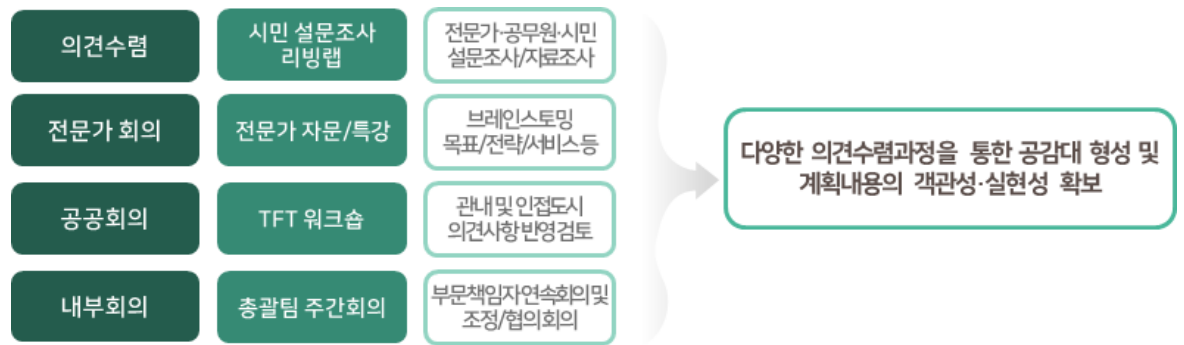 의견수렴
시민 설문조사
리빙랩
전문가·공무원·시민
설문조사/자료조사
전문가 회의
전문가 자문/특강
브레인스토밍
목표/전략/서비스 등
공공회의
TFT 워크숍
관내 및 인접도시
의견사항 반영 검토
내부회의
총괄팀 주간회의
부문책임자 연속회의 및
조정/협의회의
다양한 의견수렴과정을 통한 공감대 형성 및
계획내용의 객관성·실현성 확보